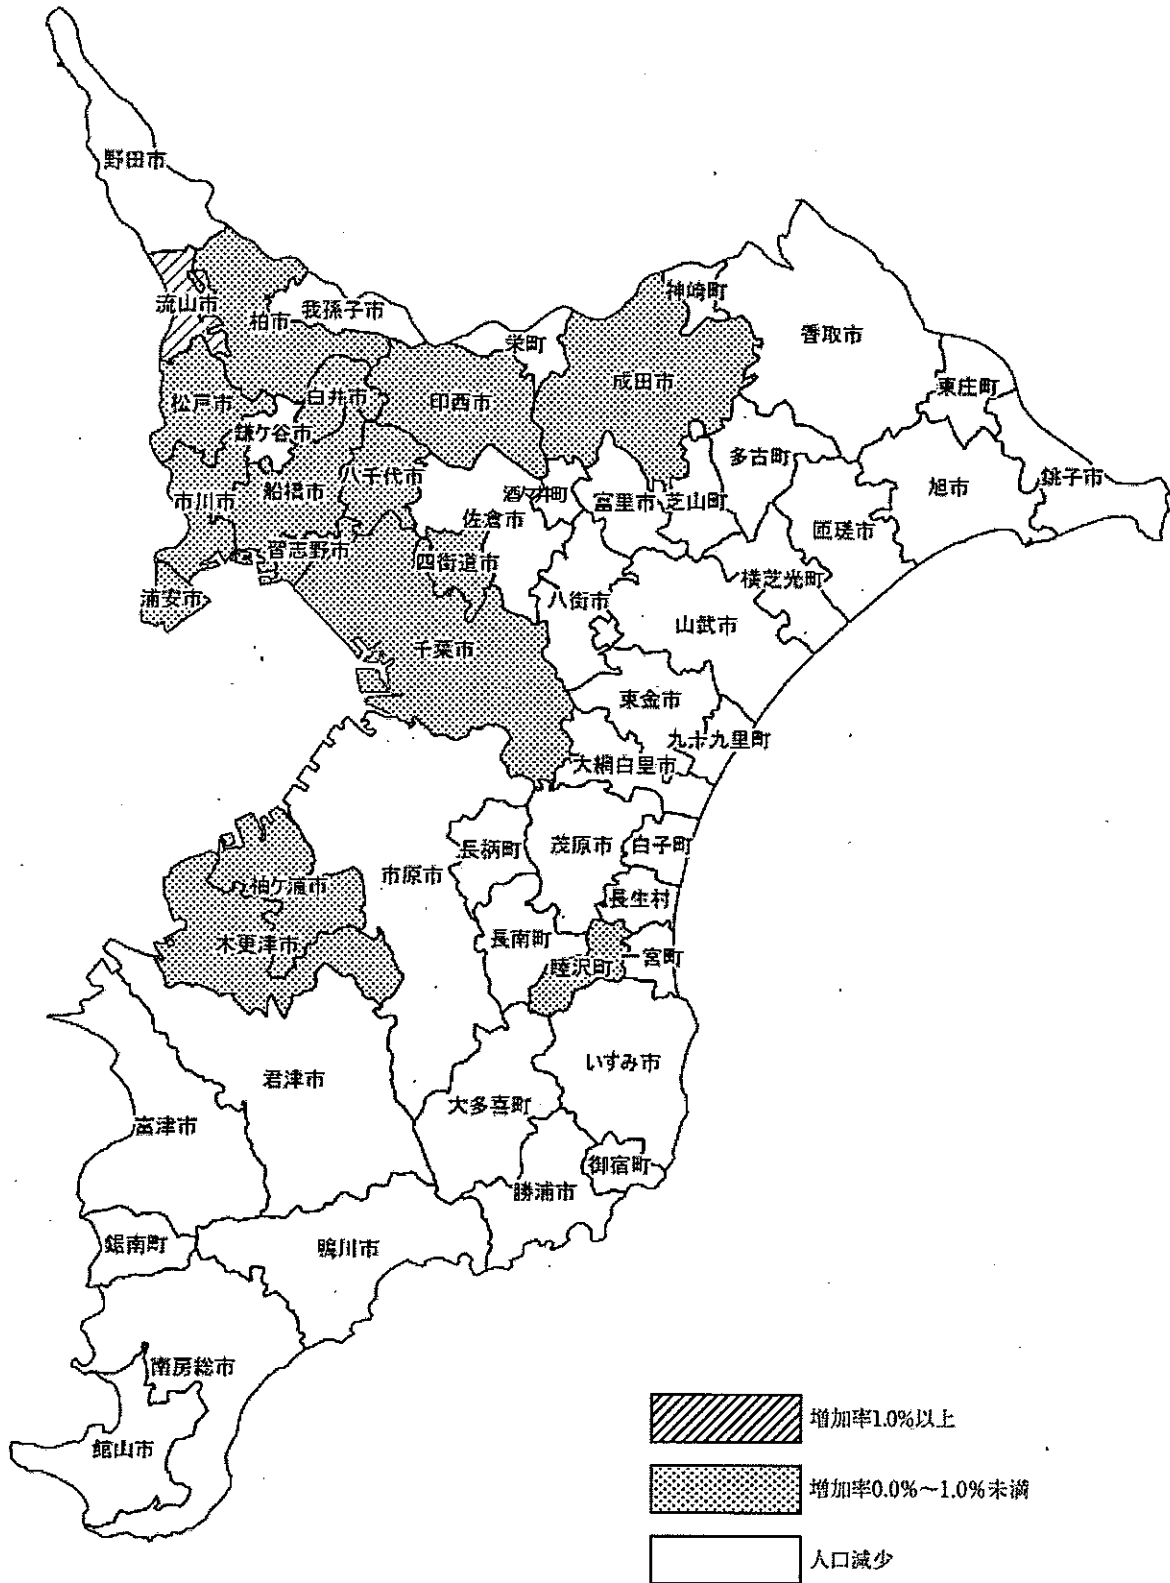 野田市
流山市
柏市
我孫子市
栄町
神崎町
香取市
東庄町
成田市
松戸市
白井市
印西市
鎌ケ谷市
多古町
銚子市
旭市
市川市
船橋市
八千代市
酒々井町
富里市
芝山町
佐倉市
匝瑳市
習志野市
四街道市
横芝光町
浦安市
八街市
山武市
千葉市
東金市
九十九里町
大網白里市
長柄町
茂原市
白子町
市原市
袖ケ浦市
長生村
木更津市
長南町
睦沢町
一宮町
いすみ市
君津市
大多喜町
富津市
御宿町
勝浦市
鋸南町
鴨川市
南房総市
館山市
増加率1.0%以上
増加率0.0%～1.0%未満
人口減少